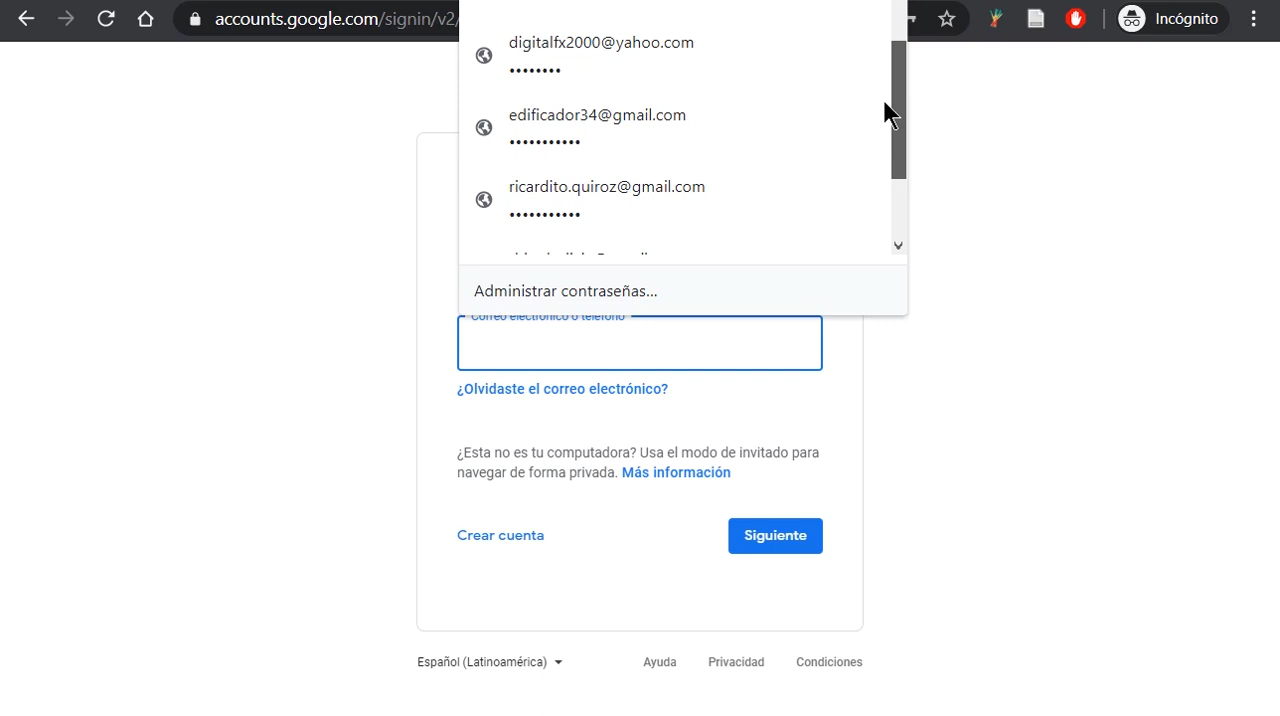 accounts.google.com/signin/v2/
Incógnito
digitalfx2000@yahoo.com
••••••••
edificador34@gmail.com
•••••••••••
ricardito.quiroz@gmail.com
•••••••••••
Administrar contraseñas...
Correo electrónico o teléfono
¿Olvidaste el correo electrónico?
¿Esta no es tu computadora? Usa el modo de invitado para
navegar de forma privada. Más información
Crear cuenta
Siguiente
Español (Latinoamérica)
Ayuda
Privacidad
Condiciones